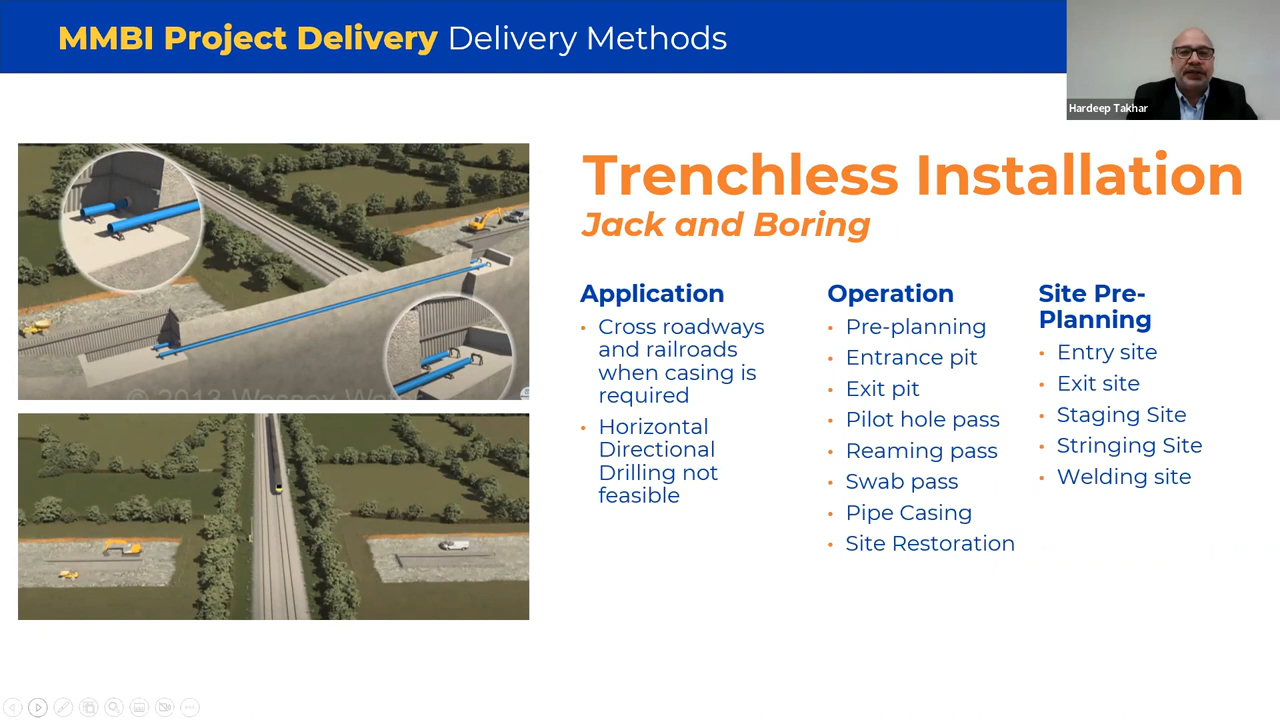 MMBI Project Delivery Delivery Methods
Hardeep Takhar
Trenchless Installation
Jack and Boring
Application
• Cross roadways
and railroads
when casing is
required
• Horizontal
Directional
Drilling not
feasible
Operation
• Pre-planning
• Entrance pit
• Exit pit
• Pilot hole pass
• Reaming pass
• Swab pass
• Pipe Casing
• Site Restoration
Site Pre-
Planning
• Entry site
• Exit site
• Staging Site
• Stringing Site
• Welding site
© 2013 Wessex